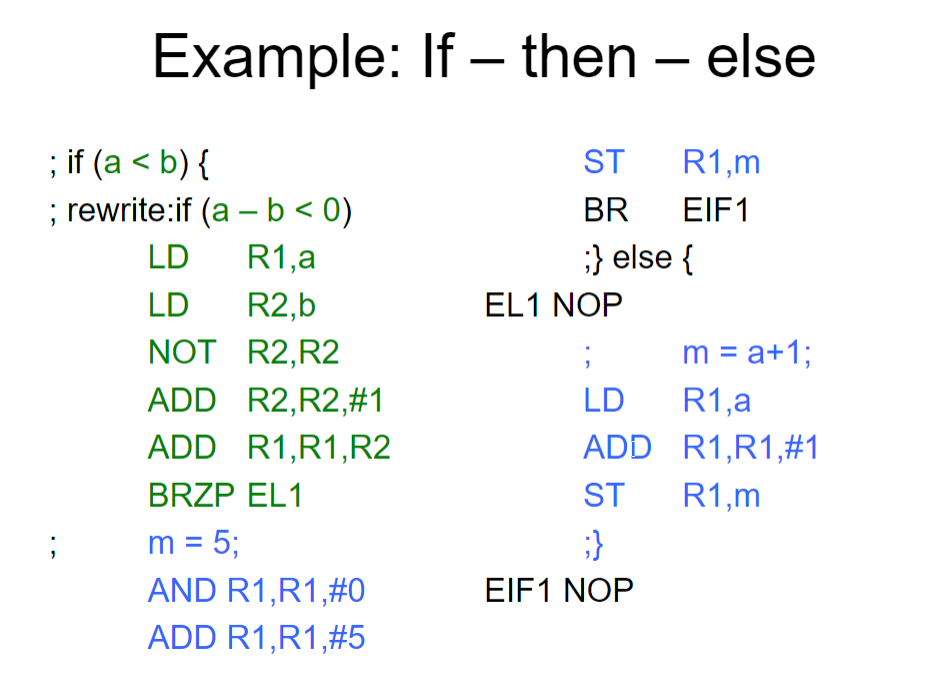 Example: If – then – else
; if (a < b) {
; rewrite:if (a – b < 0)
LD R1,a
LD R2,b
NOT R2,R2
ADD R2,R2,#1
ADD R1,R1,R2
BRZP EL1
; m = 5;
AND R1,R1,#0
ADD R1,R1,#5
ST R1,m
BR EIF1
;} else {
EL1 NOP
; m = a+1;
LD R1,a
ADD R1,R1,#1
ST R1,m
;}
EIF1 NOP